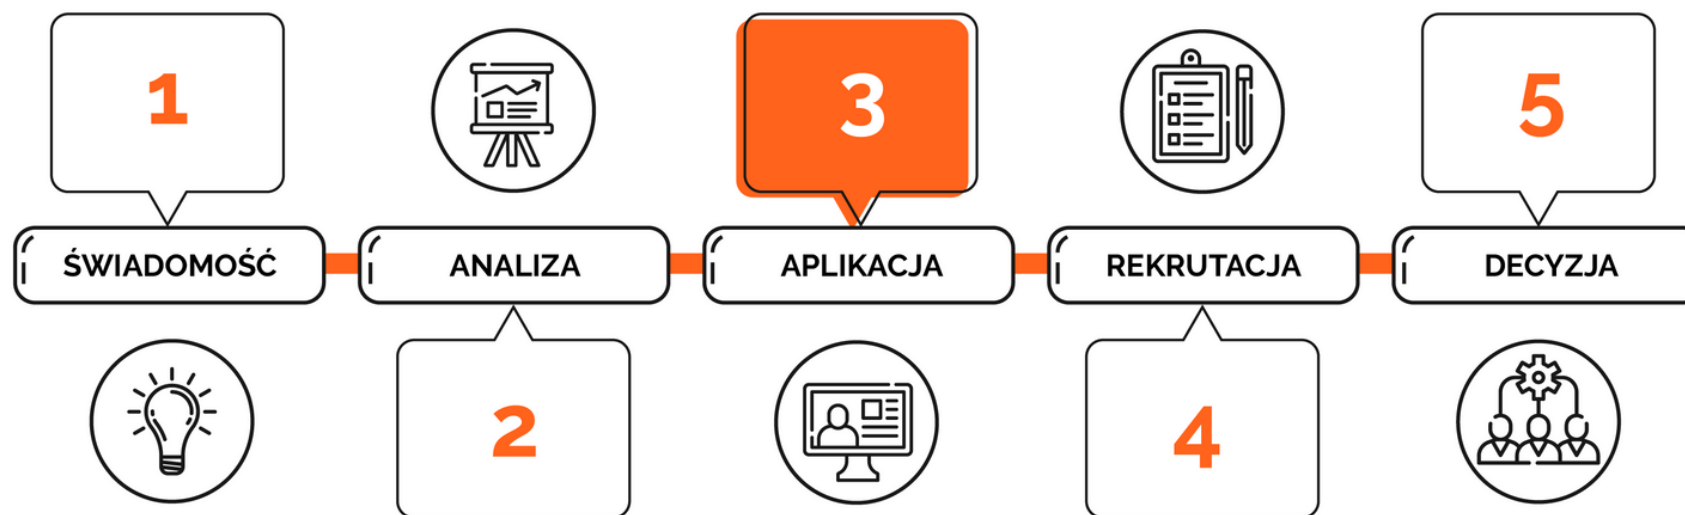 1
3
5
ŚWIADOMOŚĆ
ANALIZA
APLIKACJA
REKRUTACJA
DECYZJA
2
4